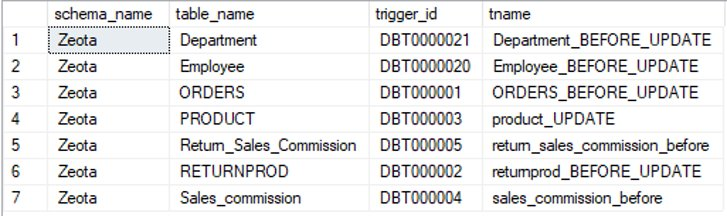 schema_name table_name trigger_id tname
1 Zeota Department DBT0000021 Department_BEFORE_UPDATE
2 Zeota Employee DBT0000020 Employee_BEFORE_UPDATE
3 Zeota ORDERS DBT000001 ORDERS_BEFORE_UPDATE
4 Zeota PRODUCT DBT000003 product_UPDATE
5 Zeota Return_Sales_Commission DBT000005 return_sales_commission_before
6 Zeota RETURNPROD DBT000002 returnprod_BEFORE_UPDATE
7 Zeota Sales_commission DBT000004 sales_commission_before